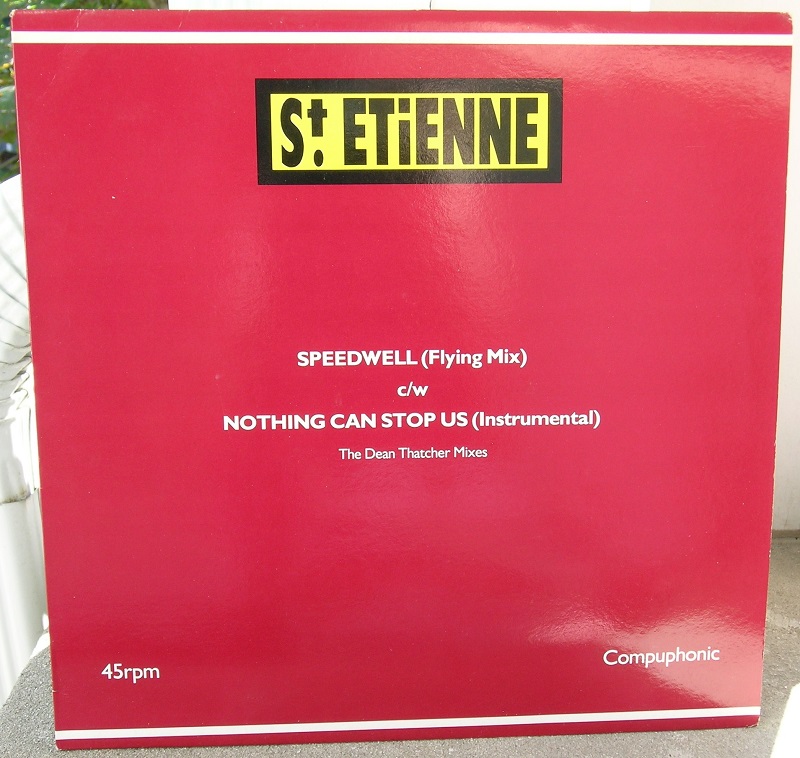 St. ETiENNE
SPEEDWELL (Flying Mix)
c/w
NOTHING CAN STOP US (Instrumental)
The Dean Thatcher Mixes
45rpm
Compuphonic